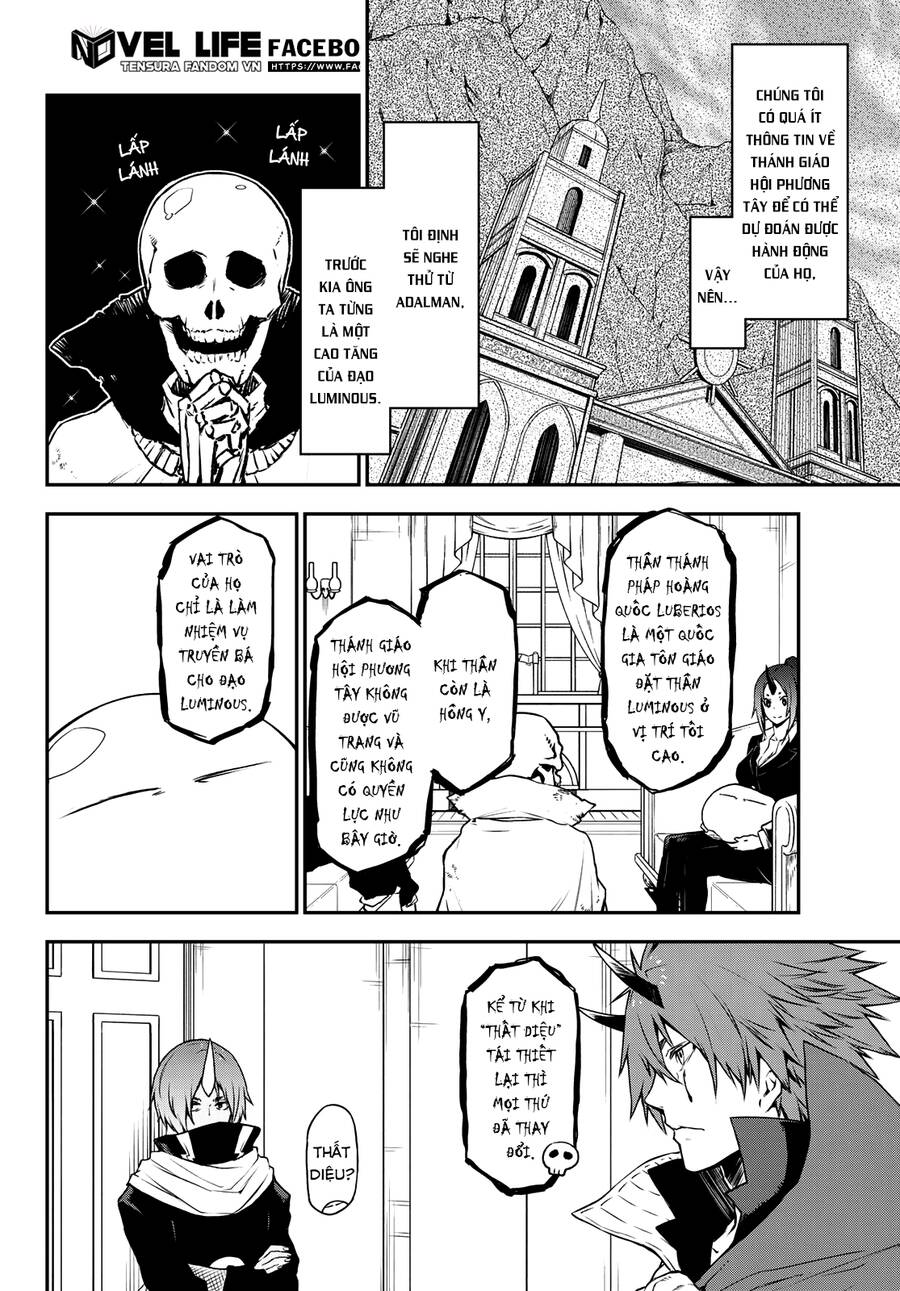 NOVEL LIFE FACEBO
TENSURA FANDOM VN HTTPS://WWW.FAC
CHÚNG TÔI
CÓ QUÁ ÍT
THÔNG TIN VỀ
THÁNH GIÁO
HỘI PHƯƠNG
TÂY ĐỂ CÓ THỂ
DỰ ĐOÁN ĐƯỢC
HÀNH ĐỘNG
CỦA HỌ,
VẬY
NÊN...
TÔI ĐỊNH
SẼ NGHE
THỬ TỪ
ADALMAN,
TRƯỚC
KIA ÔNG
TA TỪNG
LÀ MỘT
CAO TĂNG
CỦA ĐẠO
LUMINOUS.
LẤP
LÁNH
LẤP
LÁNH
THẦN THÁNH
PHÁP HOÀNG
QUỐC LUBERIOS
LÀ MỘT QUỐC
GIA TÔN GIÁO
ĐẶT THẦN
LUMINOUS Ở
VỊ TRÍ TỐI
CAO.
KHI THẦN
CÒN LÀ
HỒNG Y,
THÁNH GIÁO
HỘI PHƯƠNG
TÂY KHÔNG
ĐƯỢC VŨ
TRANG VÀ
CŨNG KHÔNG
CÓ QUYỀN
LỰC NHƯ
BÂY GIỜ.
VAI TRÒ
CỦA HỌ
CHỈ LÀ LÀM
NHIỆM VỤ
TRUYỀN BÁ
CHO ĐẠO
LUMINOUS.
KỂ TỪ KHI
"THẤT DIỆU"
TÁI THIẾT
LẠI THÌ
MỌI THỨ
ĐÃ THAY
ĐỔI.
THẤT
DIỆU?